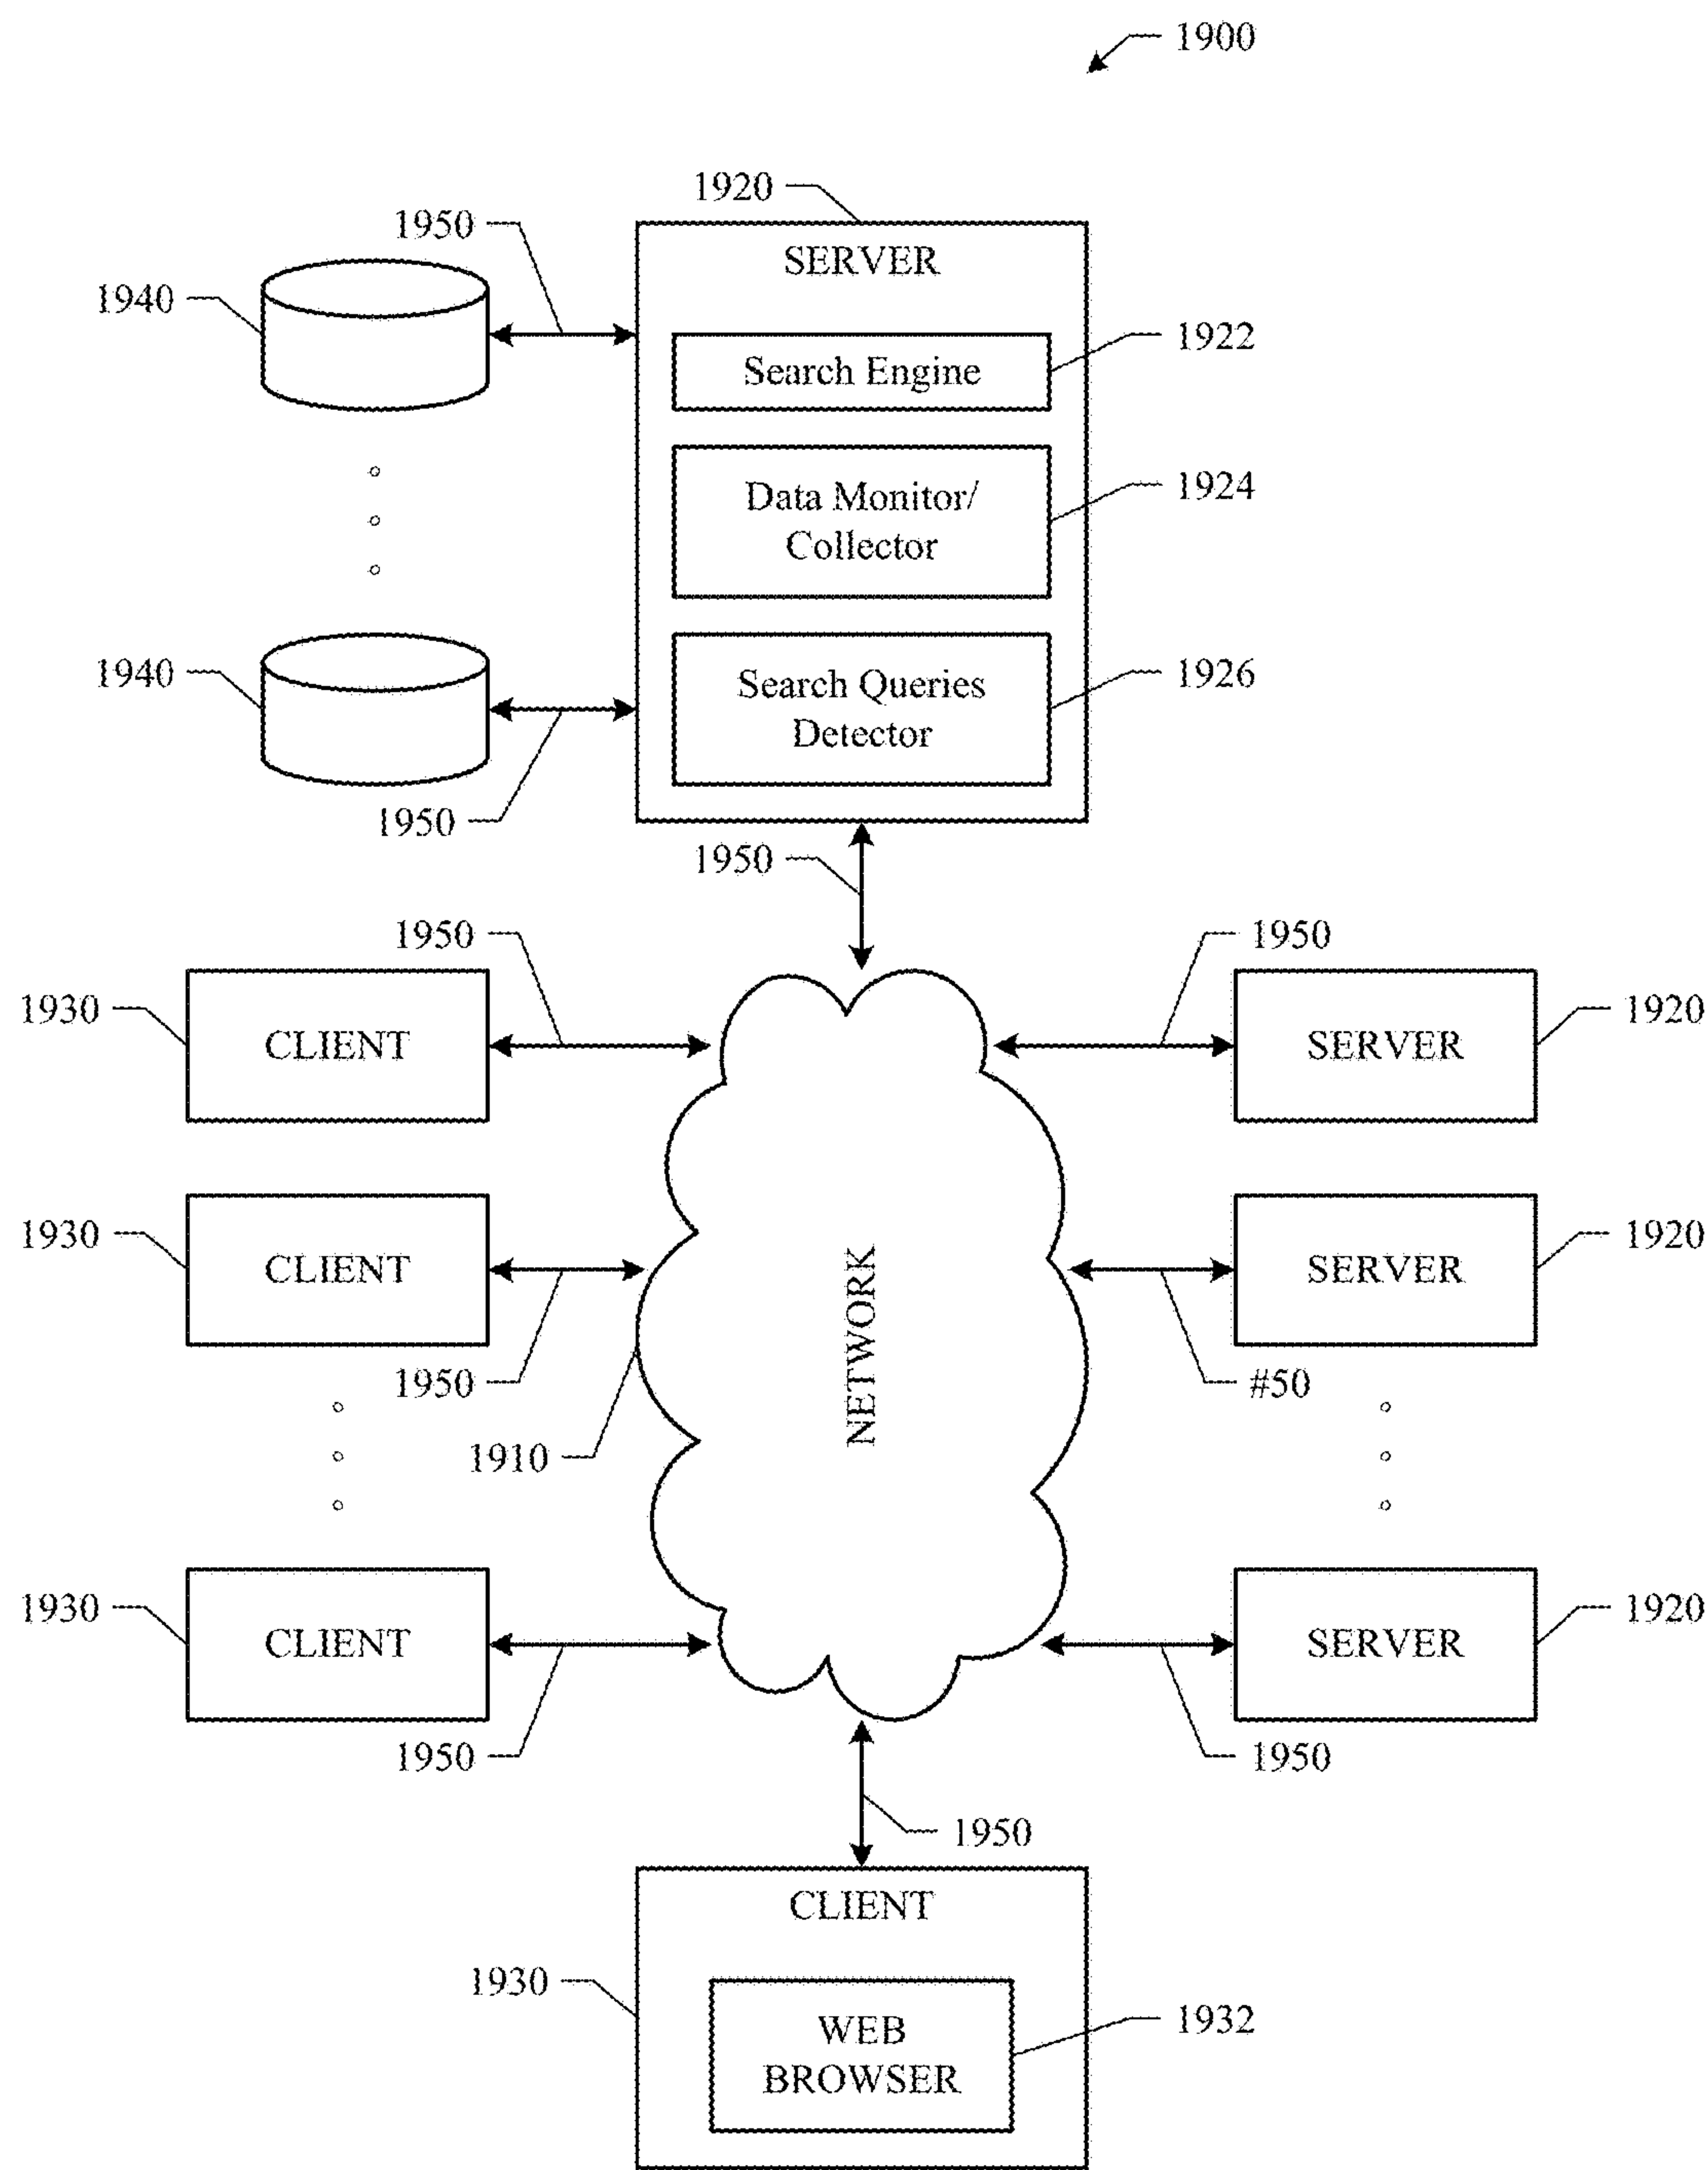 1900
1920
1950
SERVER
1940
1922
Search Engine
1924
Data Monitor/
Collector
1940
1926
Search Queries
Detector
1950
1950
1950
1950
1930
CLIENT
SERVER
1920
1930
CLIENT
SERVER
1920
NETWORK
1950
#50
1910
1930
CLIENT
SERVER
1920
1950
1950
1950
CLIENT
1930
WEB
BROWSER
1932